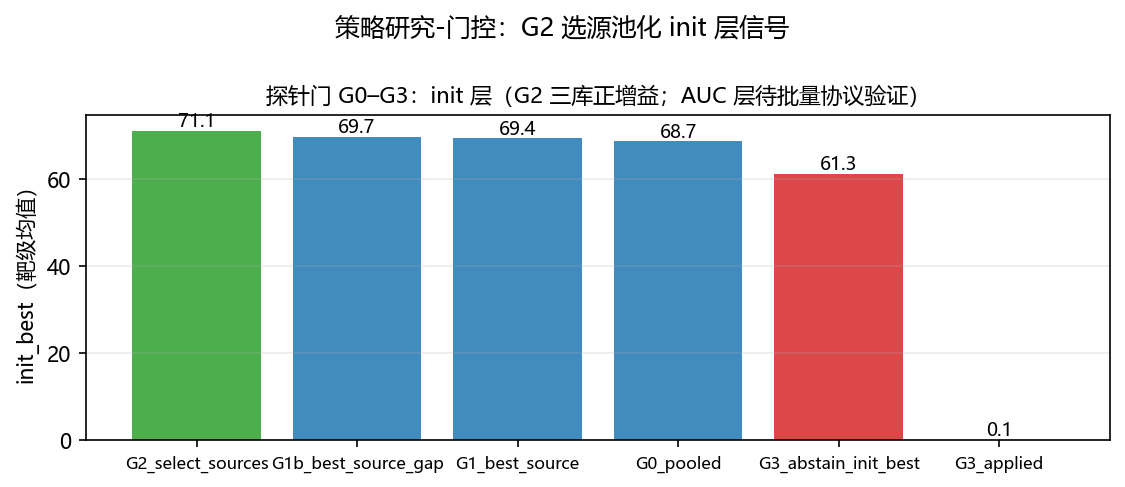 策略研究-门控：G2 选源池化 init 层信号
探针门 G0–G3：init 层（G2 三库正增益；AUC 层待批量协议验证）
init_best（靶级均值）
60
40
20
0
71.1
69.7
69.4
68.7
61.3
0.1
G2_select_sources
G1b_best_source_gap
G1_best_source
G0_pooled
G3_abstain_init_best
G3_applied